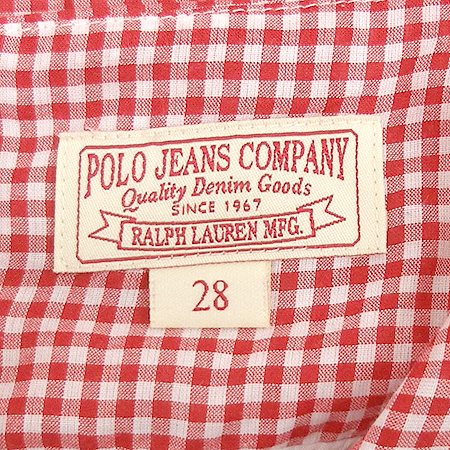 POLO JEANS COMPANY
Quality Denim Goods
SINCE 1967
RALPH LAUREN MFG.
28